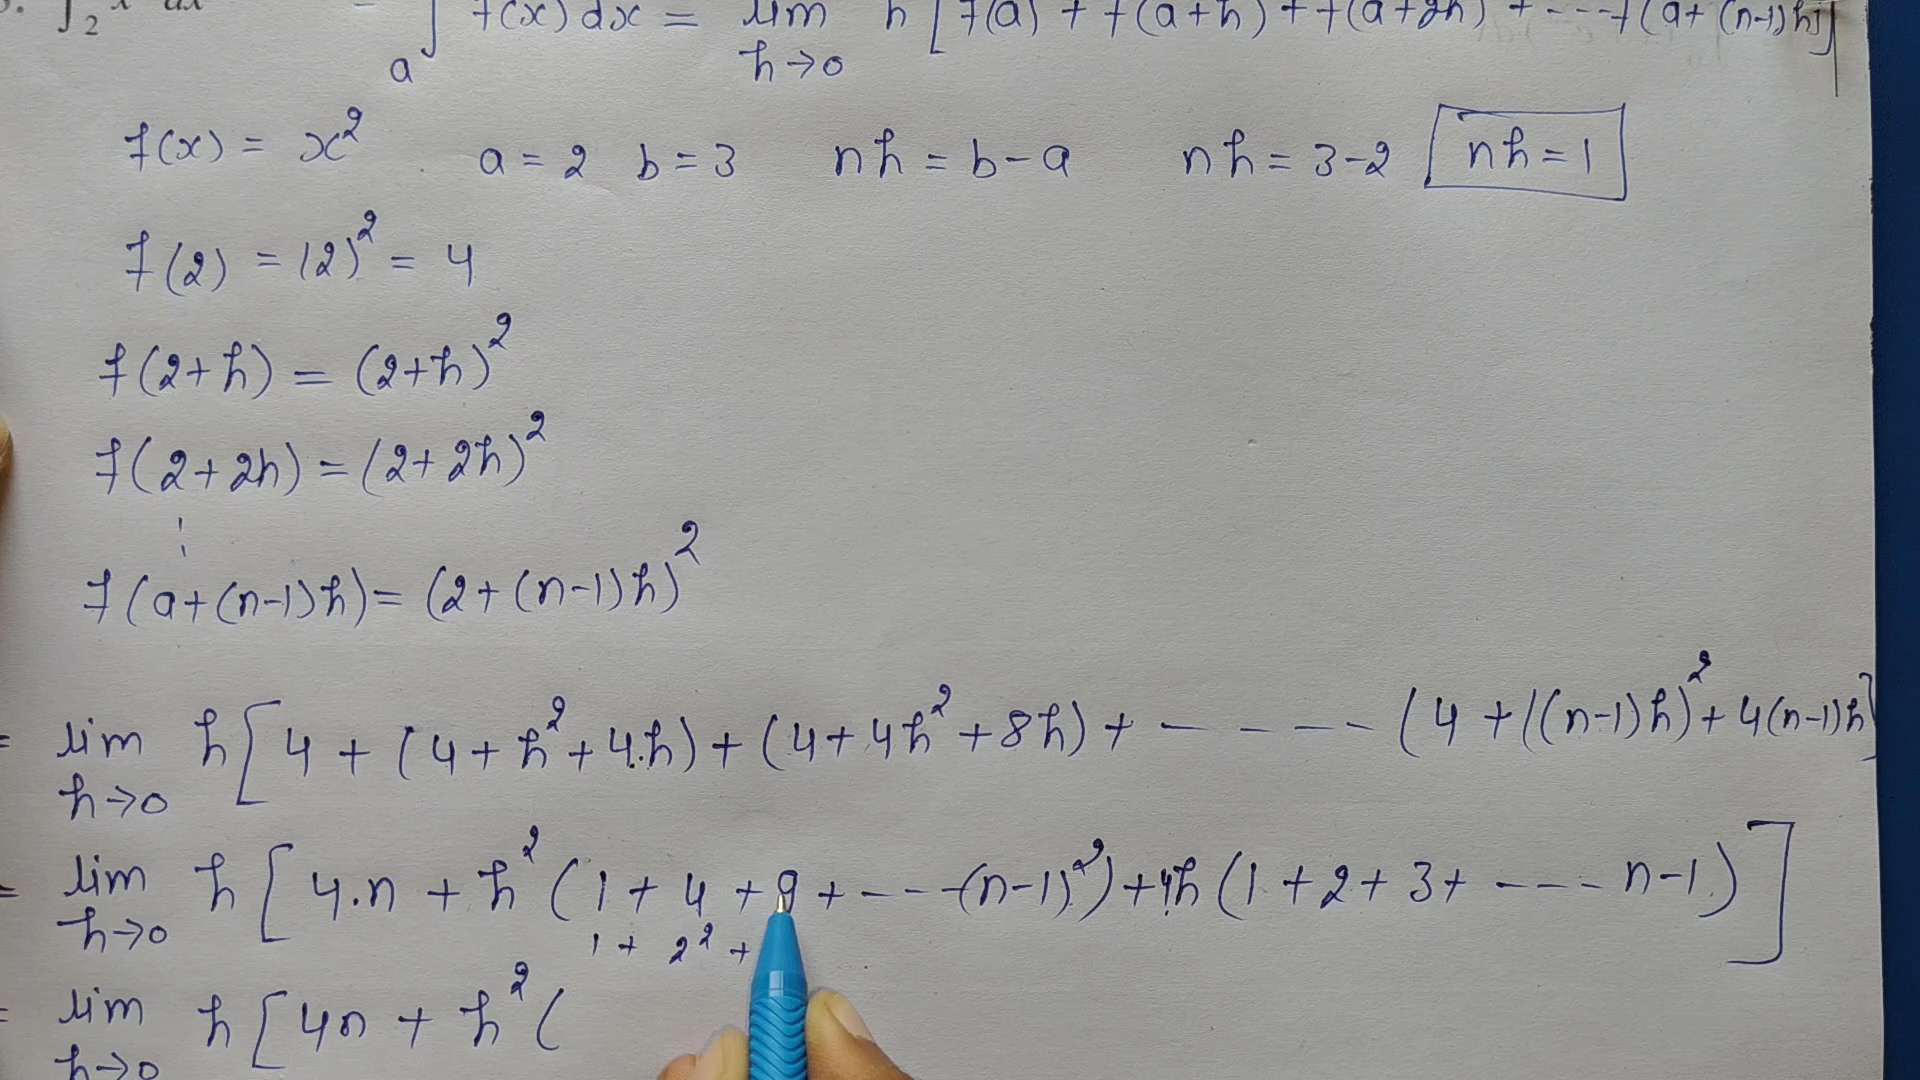 ∫₂ x dx = ₐ∫ f(x) dx = lim h [f(a) + f(a+h) + f(a+2h) + ---- f(a+(n-1)h]
a h→0
f(x) = x² a = 2 b = 3 nh = b-a nh = 3-2 nh = 1
f(2) = (2)² = 4
f(2+h) = (2+h)²
f(2+2h) = (2+2h)²
f(a+(n-1)h) = (2+(n-1)h)²
= lim h [4 + (4+h²+4.h) + (4+4h²+8h) + ---- (4 + ((n-1)h)² + 4(n-1)h]
h→0
= lim h [4.n + h² (1+4+9+----(n-1)²) + 4h (1+2+3+ ---- n-1)]
h→0
1 + 2² +
= lim h [4n + h² (
h→0